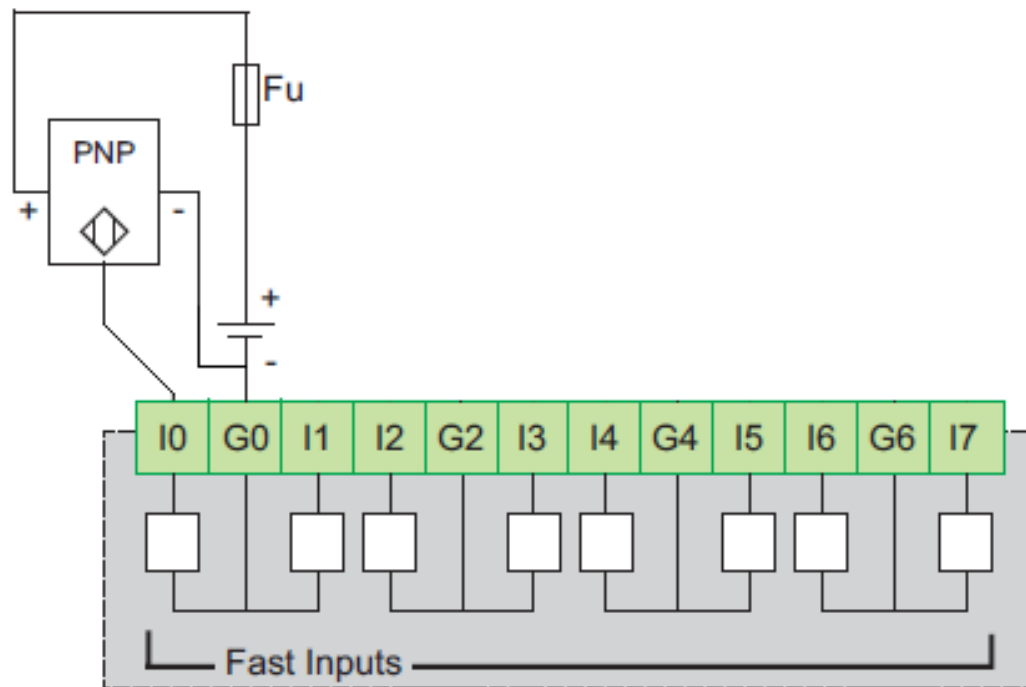 Fu
PNP
+ -
+
-
I0 G0 I1 I2 G2 I3 I4 G4 I5 I6 G6 I7
Fast Inputs